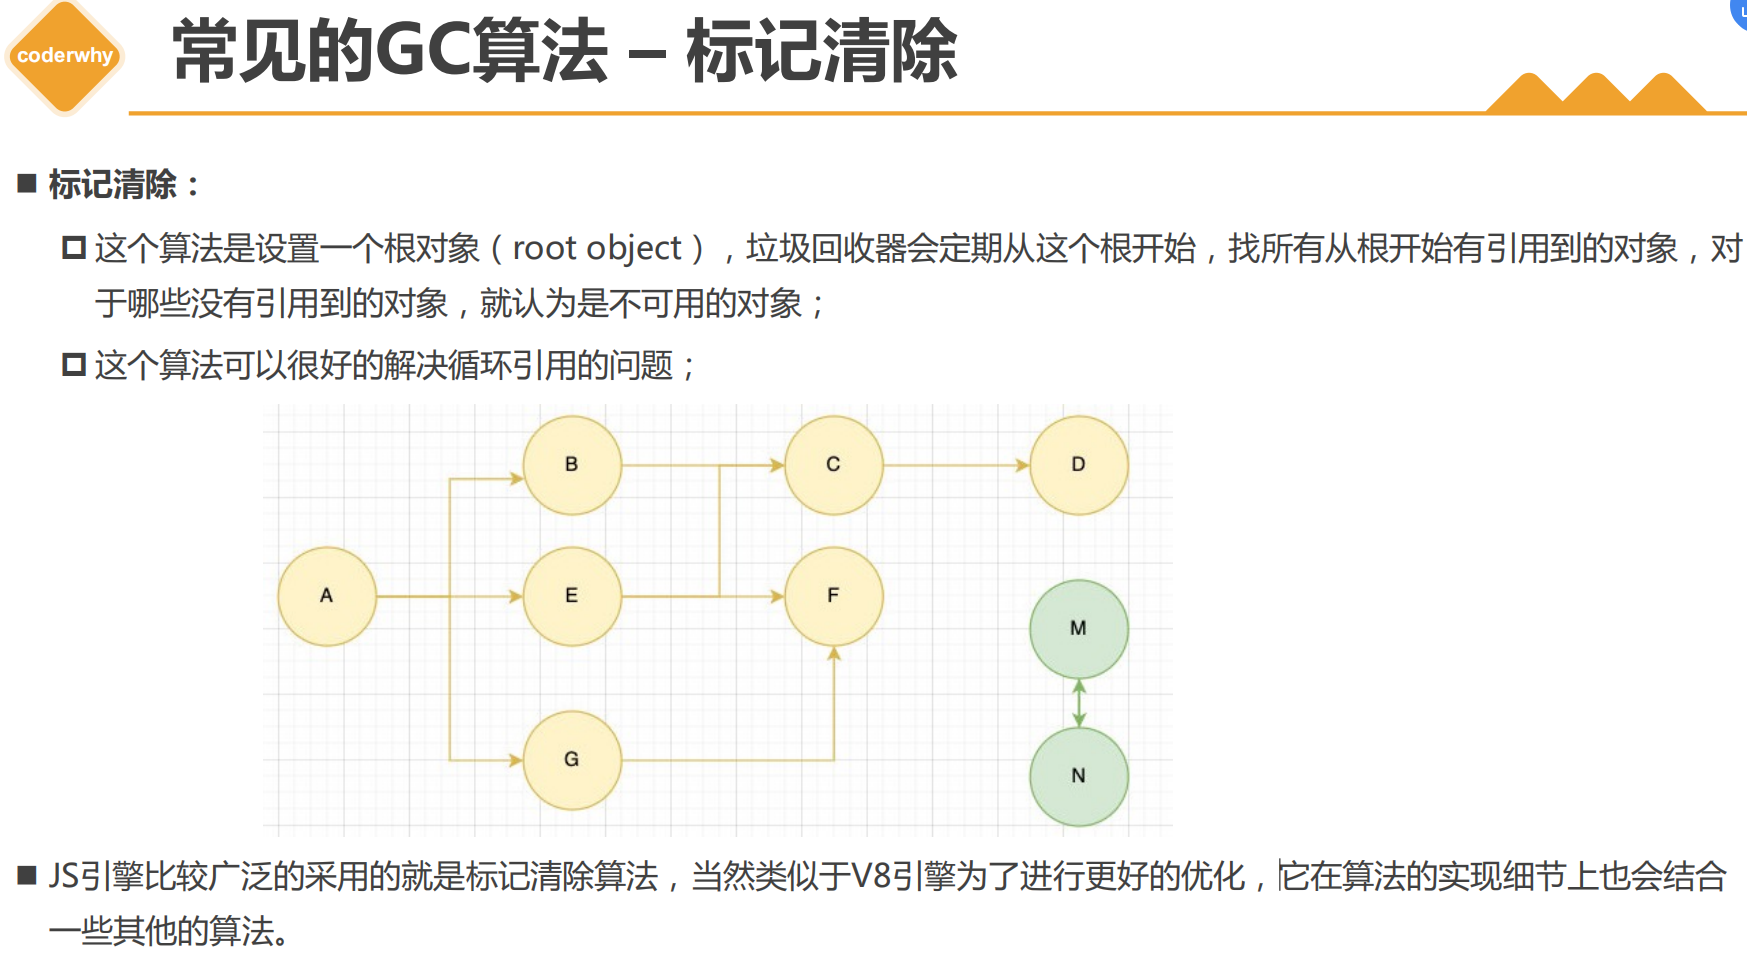 coderwhy
常见的GC算法 – 标记清除
标记清除：
这个算法是设置一个根对象（root object），垃圾回收器会定期从这个根开始，找所有从根开始有引用到的对象，对
于哪些没有引用到的对象，就认为是不可用的对象；
这个算法可以很好的解决循环引用的问题；
B
C
D
A
E
F
M
G
N
JS引擎比较广泛的采用的就是标记清除算法，当然类似于V8引擎为了进行更好的优化，它在算法的实现细节上也会结合
一些其他的算法。